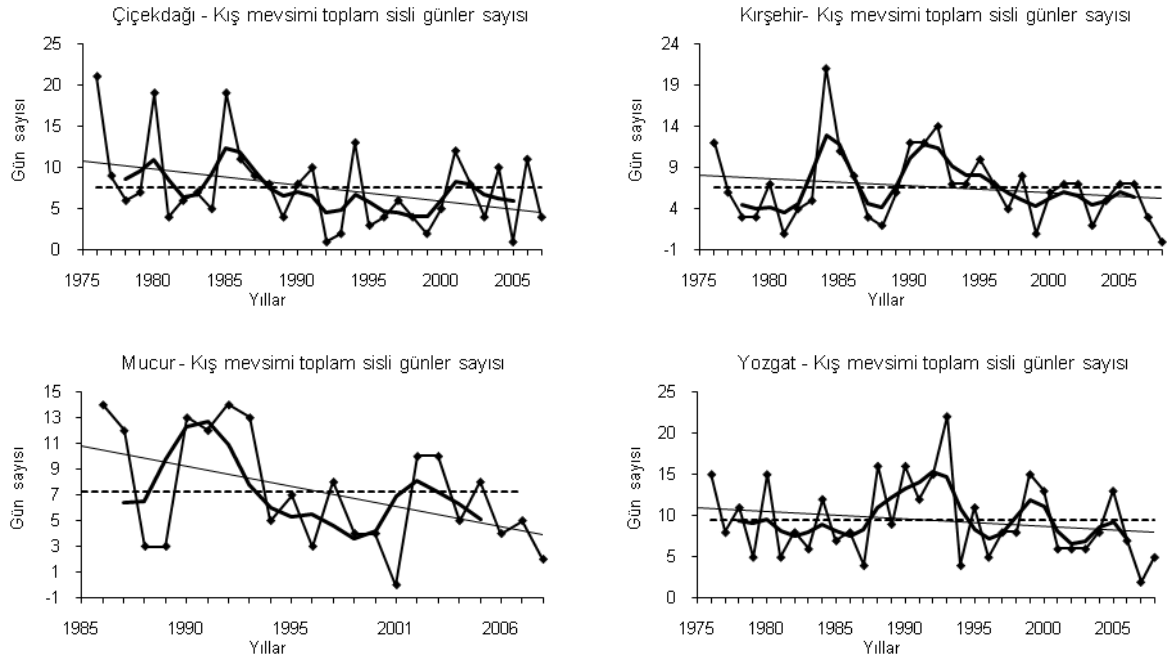 Çiçekdağı - Kış mevsimi toplam sisli günler sayısı
Gün sayısı
25
20
15
10
5
0
1975 1980 1985 1990 1995 2000 2005
Yıllar
Kırşehir- Kış mevsimi toplam sisli günler sayısı
Gün sayısı
24
19
14
9
4
-1
1975 1980 1985 1990 1995 2000 2005
Yıllar
Mucur - Kış mevsimi toplam sisli günler sayısı
Gün sayısı
15
13
11
9
7
5
3
1
-1
1985 1990 1995 2001 2006
Yıllar
Yozgat - Kış mevsimi toplam sisli günler sayısı
Gün sayısı
25
20
15
10
5
0
1975 1980 1985 1990 1995 2000 2005
Yıllar